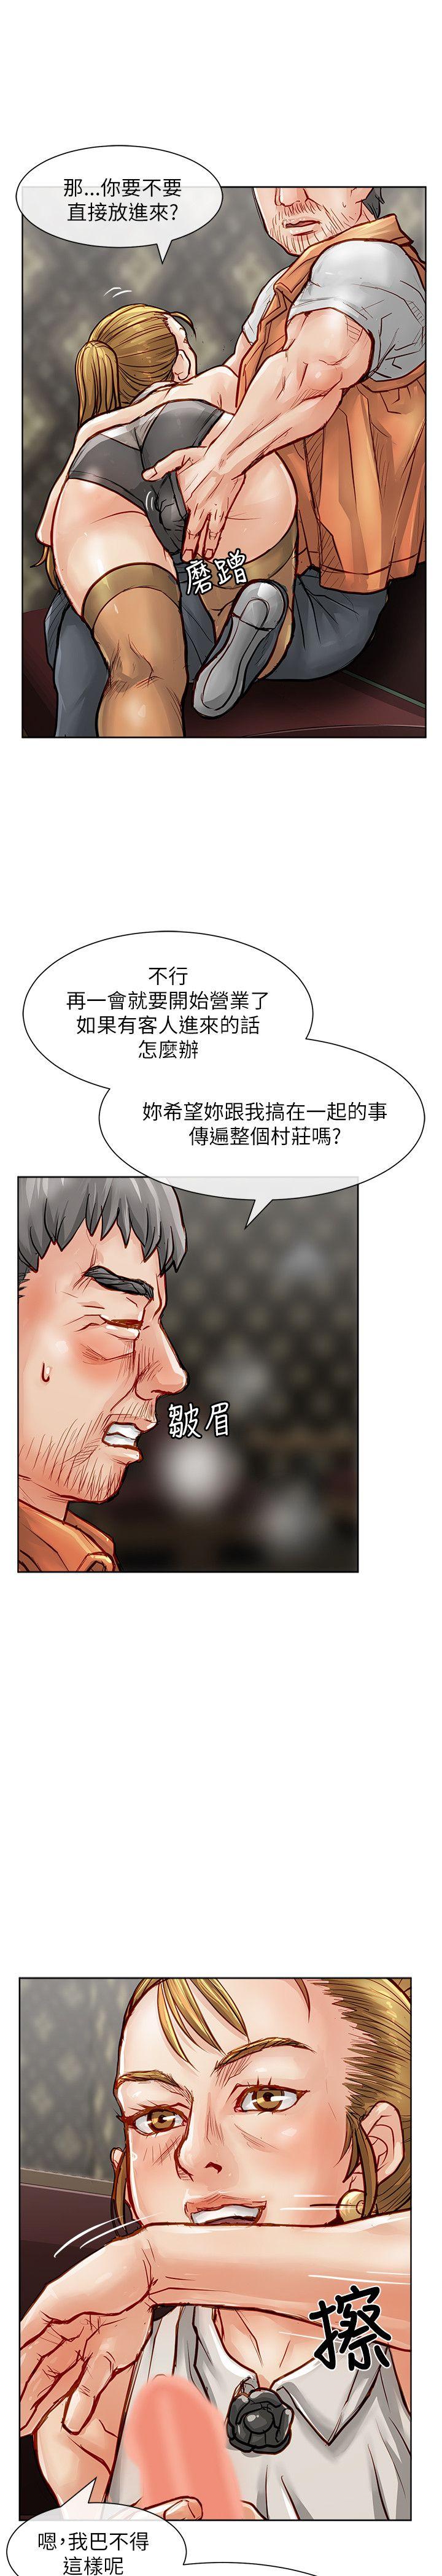 那...你要不要
直接放進來?
磨蹭
不行
再一會就要開始營業了
如果有客人進來的話
怎麼辦
妳希望妳跟我搞在一起的事
傳遍整個村莊嗎?
皺眉
擦
嗯,我巴不得
這樣呢